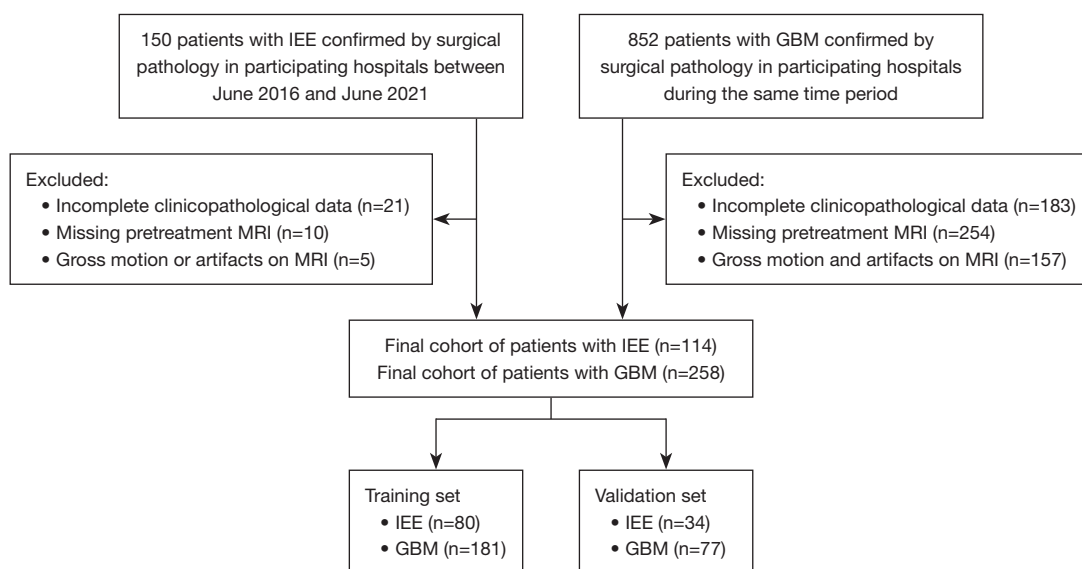 150 patients with IEE confirmed by surgical
pathology in participating hospitals between
June 2016 and June 2021
852 patients with GBM confirmed by
surgical pathology in participating hospitals
during the same time period
Excluded:
• Incomplete clinicopathological data (n=21)
• Missing pretreatment MRI (n=10)
• Gross motion or artifacts on MRI (n=5)
Excluded:
• Incomplete clinicopathological data (n=183)
• Missing pretreatment MRI (n=254)
• Gross motion and artifacts on MRI (n=157)
Final cohort of patients with IEE (n=114)
Final cohort of patients with GBM (n=258)
Training set
• IEE (n=80)
• GBM (n=181)
Validation set
• IEE (n=34)
• GBM (n=77)